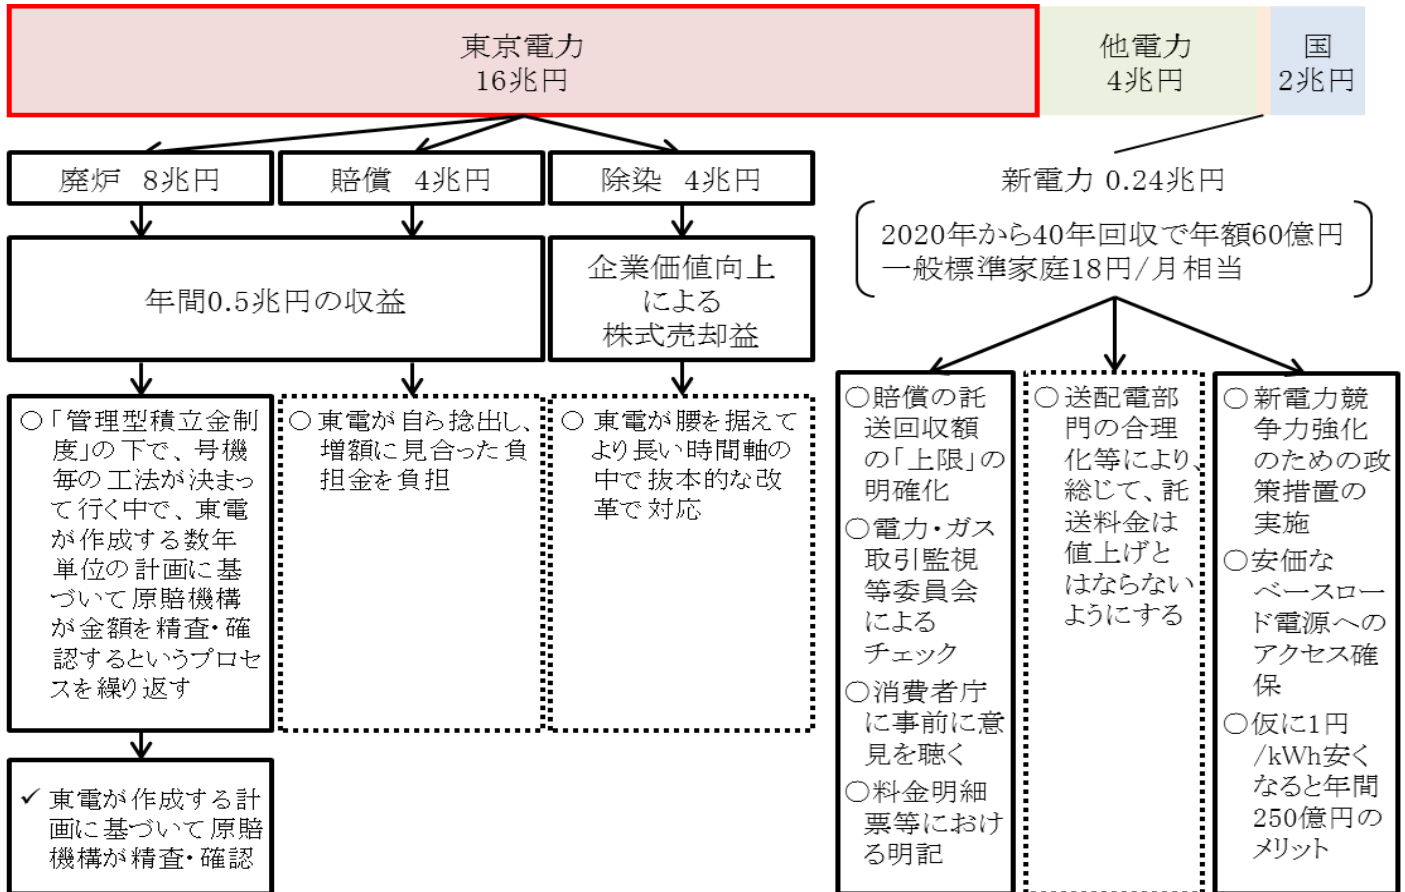 東京電力
16兆円
他電力
4兆円
国
2兆円
廃炉 8兆円
賠償 4兆円
除染 4兆円
新電力 0.24兆円
2020年から40年回収で年額60億円
一般標準家庭18円/月相当
年間0.5兆円の収益
企業価値向上
による
株式売却益
○「管理型積立金制
度」の下で、号機
毎の工法が決まっ
て行く中で、東電
が作成する数年
単位の計画に基
づいて原賠機構
が金額を精査・確
認するというプロセ
スを繰り返す
○東電が自ら捻出し、
増額に見合った負
担金を負担
○東電が腰を据えて
より長い時間軸の
中で抜本的な改
革で対応
○賠償の託
送回収額
の「上限」の
明確化
○電力・ガス
取引監視
等委員会
による
チェック
○消費者庁
に事前に意
見を聴く
○料金明細
票等におけ
る明記
○送配電部
門の合理
化等により、
総じて、託
送料金は
値上げと
はならない
ようにする
○新電力競
争力強化
のための政
策措置の
実施
○安価な
ベースロー
ド電源への
アクセス確
保
○仮に1円
/kWh安く
なると年間
250億円の
メリット
✓東電が作成する計
画に基づいて原賠
機構が精査・確認